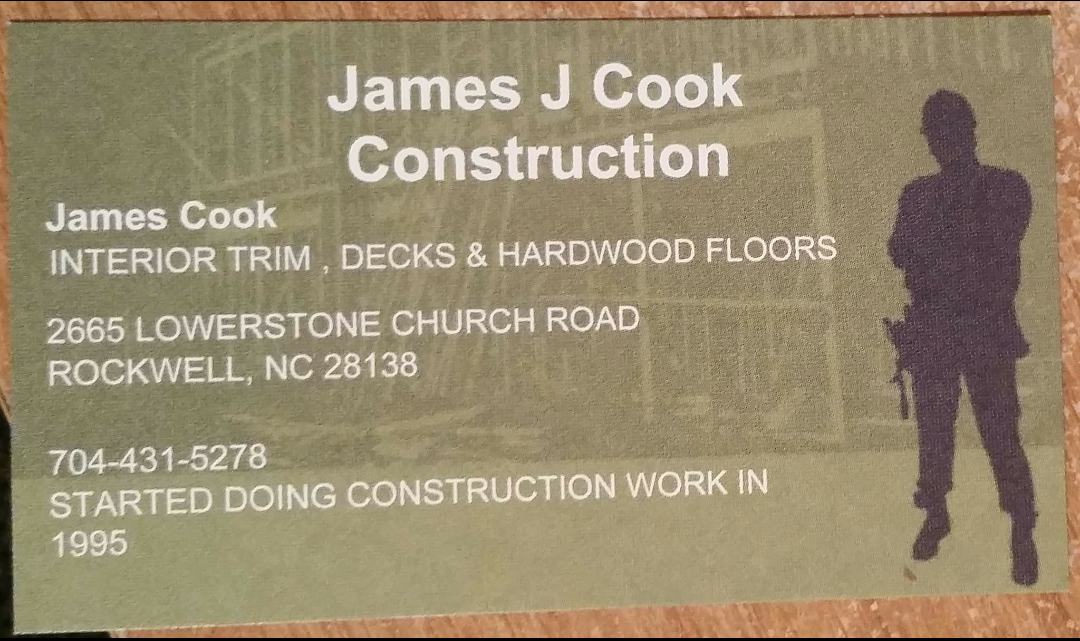 James J Cook
Construction
James Cook
INTERIOR TRIM , DECKS & HARDWOOD FLOORS
2665 LOWERSTONE CHURCH ROAD
ROCKWELL, NC 28138
704-431-5278
STARTED DOING CONSTRUCTION WORK IN
1995